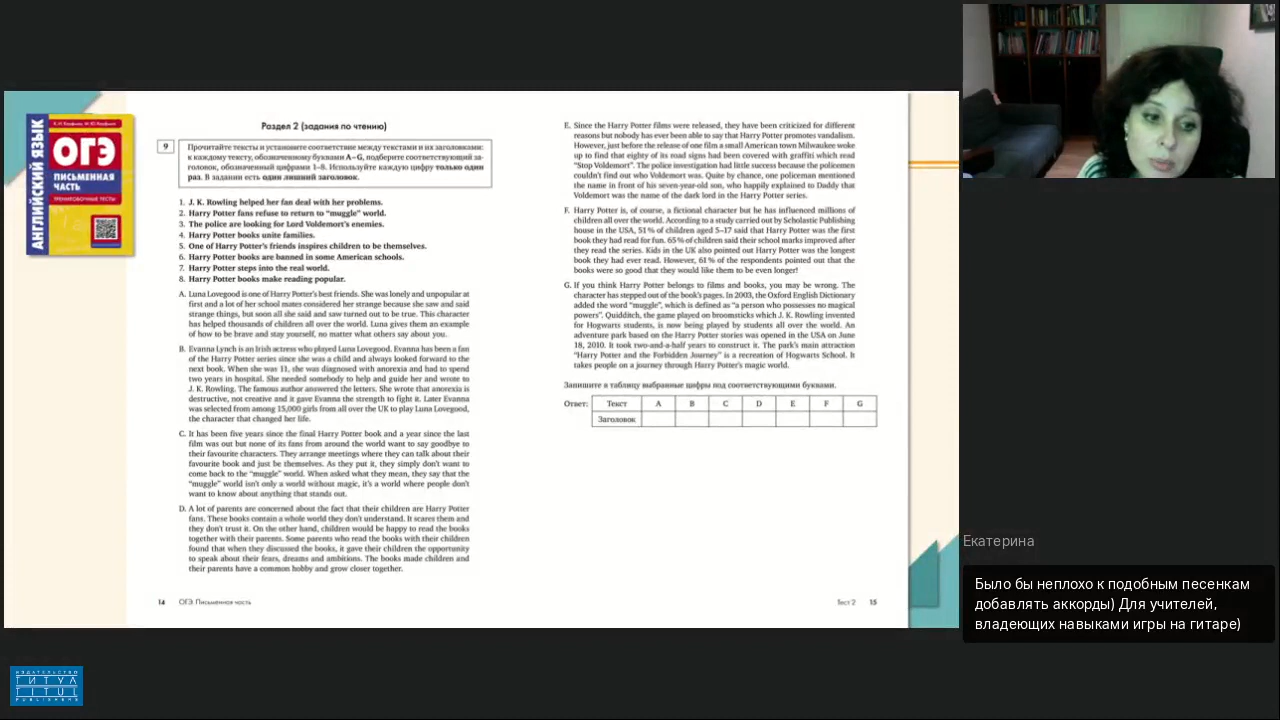 АНГЛИЙСКИЙ ЯЗЫК
ОГЭ
ПИСЬМЕННАЯ
ЧАСТЬ
ТРЕНИРОВОЧНЫЕ ТЕСТЫ
Раздел 2 (задания по чтению)
9
Прочитайте тексты и установите соответствие между текстами и их заголовками:
к каждому тексту, обозначенному буквами A–G, подберите соответствующий за-
головок, обозначенный цифрами 1–8. Используйте каждую цифру только один
раз. В задании есть один лишний заголовок.
1. J. K. Rowling helped her fan deal with her problems.
2. Harry Potter fans refuse to return to “muggle” world.
3. The police are looking for Lord Voldemort’s enemies.
4. Harry Potter books unite families.
5. One of Harry Potter’s friends inspires children to be themselves.
6. Harry Potter books are banned in some American schools.
7. Harry Potter steps into the real world.
8. Harry Potter books make reading popular.
A. Luna Lovegood is one of Harry Potter’s best friends. She was lonely and unpopular at
first and a lot of her school mates considered her strange because she saw and said
strange things, but soon all she said and saw turned out to be true. This character
has helped thousands of children all over the world. Luna gives them an example
of how to be brave and stay yourself, no matter what others say about you.
B. Evanna Lynch is an Irish actress who played Luna Lovegood. Evanna has been a fan
of the Harry Potter series since she was a child and always looked forward to the
next book. When she was 11, she was diagnosed with anorexia and had to spend
two years in hospital. She needed somebody to help and guide her and wrote to
J. K. Rowling. The famous author answered the letters. She wrote that anorexia is
destructive, not creative and it gave Evanna the strength to fight it. Later Evanna
was selected from among 15,000 girls from all over the UK to play Luna Lovegood,
the character that changed her life.
C. It has been five years since the final Harry Potter book and a year since the last
film was out but none of its fans from around the world want to say goodbye to
their favourite characters. They arrange meetings where they can talk about their
favourite book and just be themselves. As they put it, they simply don’t want to
come back to the “muggle” world. When asked what they mean, they say that the
“muggle” world isn’t only a world without magic, it’s a world where people don’t
want to know about anything that stands out.
D. A lot of parents are concerned about the fact that their children are Harry Potter
fans. These books contain a whole world they don’t understand. It scares them and
they don’t trust it. On the other hand, children would be happy to read the books
together with their parents. Some parents who read the books with their children
found that when they discussed the books, it gave their children the opportunity
to speak about their fears, dreams and ambitions. The books made children and
their parents have a common hobby and grow closer together.
14 ОГЭ Письменная часть
E. Since the Harry Potter films were released, they have been criticized for different
reasons but nobody has ever been able to say that Harry Potter promotes vandalism.
However, just before the release of one film a small American town Milwaukee woke
up to find that eighty of its road signs had been covered with graffiti which read
“Stop Voldemort”. The police investigation had little success because the policemen
couldn’t find out who Voldemort was. Quite by chance, one policeman mentioned
the name in front of his seven-year-old son, who happily explained to Daddy that
Voldemort was the name of the dark lord in the Harry Potter series.
F. Harry Potter is, of course, a fictional character but he has influenced millions of
children all over the world. According to a study carried out by Scholastic Publishing
house in the USA, 51 % of children aged 5–17 said that Harry Potter was the first
book they had read for fun. 65 % of children said their school marks improved after
they read the series. Kids in the UK also pointed out Harry Potter was the longest
book they had ever read. However, 61 % of the respondents pointed out that the
books were so good that they would like them to be even longer!
G. If you think Harry Potter belongs to films and books, you may be wrong. The
character has stepped out of the book’s pages. In 2003, the Oxford English Dictionary
added the word “muggle”, which is defined as “a person who possesses no magical
powers”. Quidditch, the game played on broomsticks which J. K. Rowling invented
for Hogwarts students, is now being played by students all over the world. An
adventure park based on the Harry Potter stories was opened in the USA on June
18, 2010. It took two-and-a-half years to construct it. The park’s main attraction
“Harry Potter and the Forbidden Journey” is a recreation of Hogwarts School. It
takes people on a journey through Harry Potter’s magic world.
Запишите в таблицу выбранные цифры под соответствующими буквами.
Ответ: Текст A B C D E F G
Заголовок
Тест 2 15
Екатерина
Было бы неплохо к подобным песенкам
добавлять аккорды) Для учителей,
владеющих навыками игры на гитаре)
ИЗДАТЕЛЬСТВО
ТИТУЛ
TITUL
PUBLISHERS